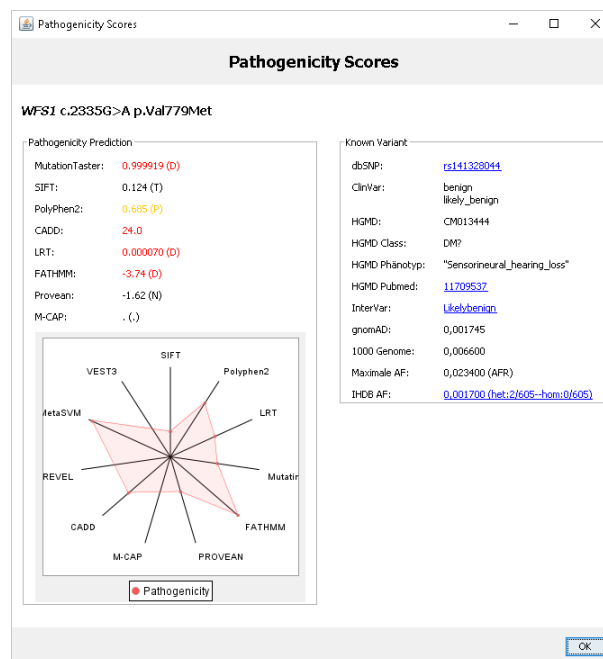 Pathogenicity Scores
Pathogenicity Scores
WFS1 c.2335G>A p.Val779Met
Pathogenicity Prediction
MutationTaster: 0.999919 (D)
SIFT: 0.124 (T)
PolyPhen2: 0.685 (P)
CADD: 24.0
LRT: 0.000070 (D)
FATHMM: -3.74 (D)
Provean: -1.62 (N)
M-CAP: . (.)
SIFT
VEST3
Polyphen2
MetaSVM
LRT
REVEL
Mutatir
CADD
FATHMM
M-CAP
PROVEAN
Pathogenicity
Known Variant
dbSNP: rs141328044
ClinVar: benign
likely_benign
HGMD: CM013444
HGMD Class: DM?
HGMD Phänotyp: "Sensorineural_hearing_loss"
HGMD Pubmed: 11709537
InterVar: Likelybenign
gnomAD: 0,001745
1000 Genome: 0,006600
Maximale AF: 0,023400 (AFR)
IHDB AF: 0,001700 (het:2/605--hom:0/605)
OK